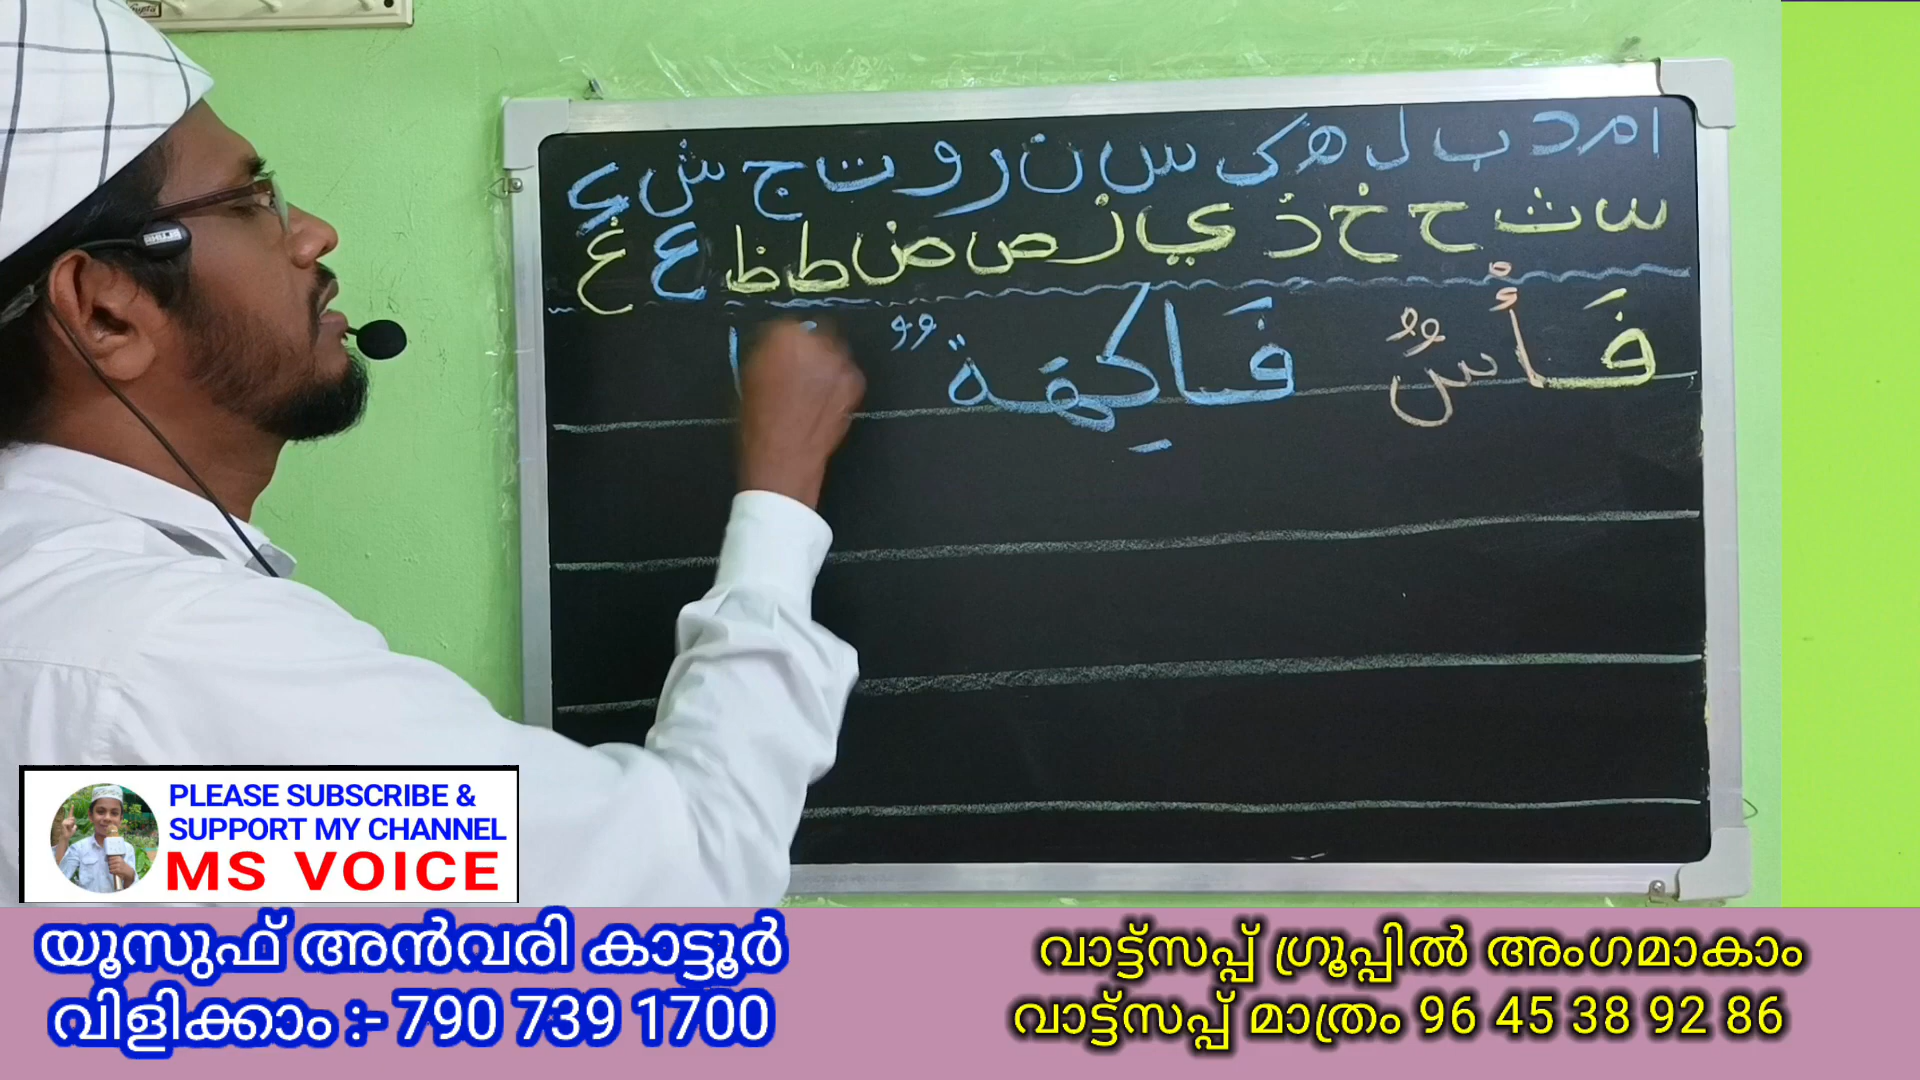 ا م د ب ل ه ک س ن ر و ت ج ش ء
س ث ح خ ذ ي ز ص ض ط ظ ع غ
فَأْسٌ فَاكِهَةٌ
PLEASE SUBSCRIBE &
SUPPORT MY CHANNEL
MS VOICE
യൂസുഫ് അൻവരി കാട്ടൂർ
വിളിക്കാം :- 790 739 1700
വാട്ട്സപ്പ് ഗ്രൂപ്പിൽ അംഗമാകാം
വാട്ട്സപ്പ് മാത്രം 96 45 38 92 86